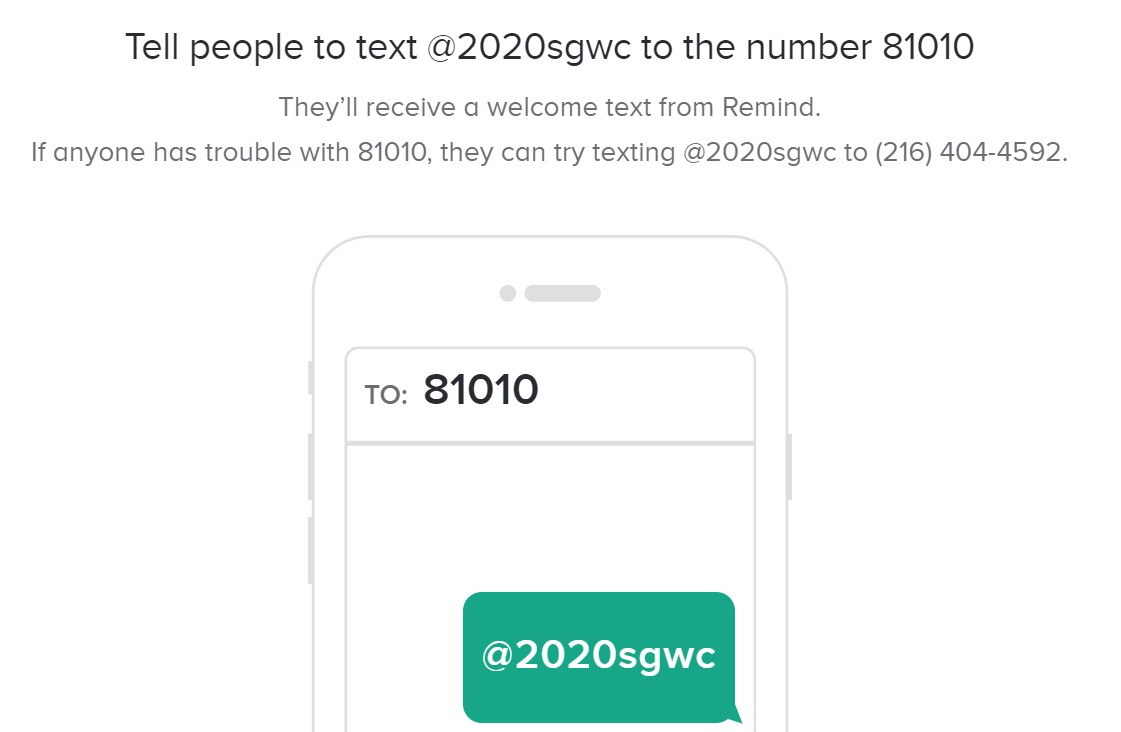 Tell people to text @2020sgwc to the number 81010
They’ll receive a welcome text from Remind.
If anyone has trouble with 81010, they can try texting @2020sgwc to (216) 404-4592.
TO: 81010
@2020sgwc